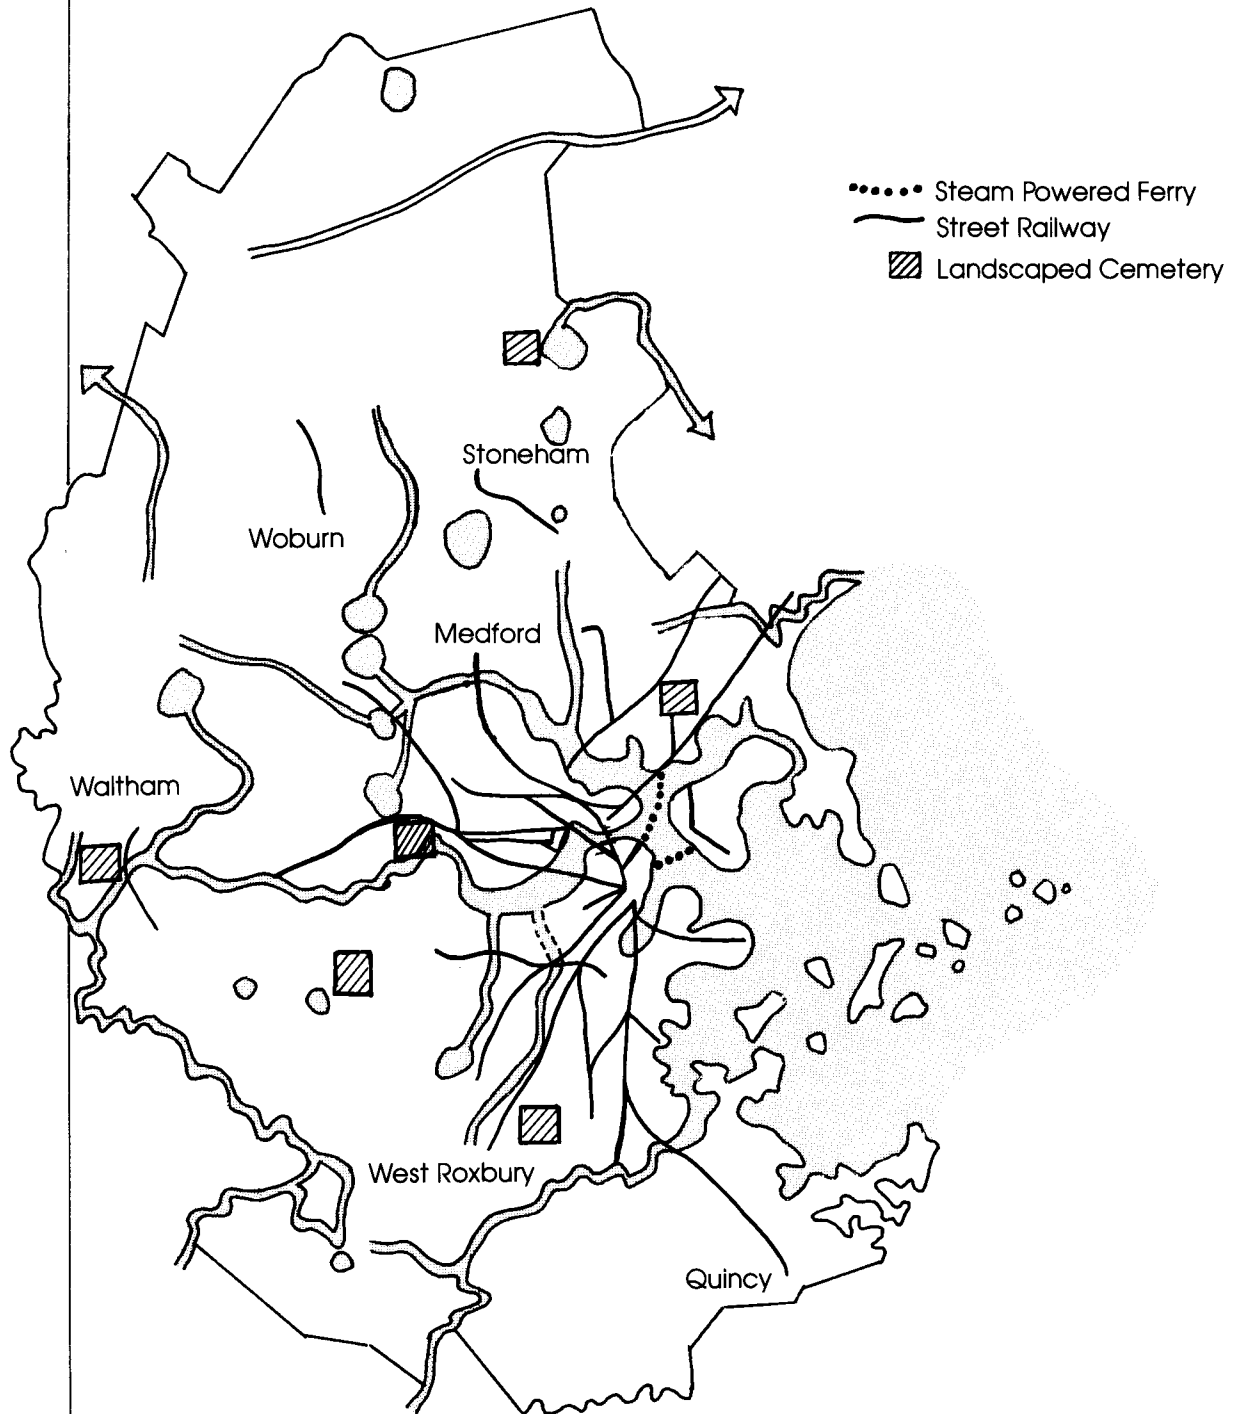 Steam Powered Ferry
Street Railway
Landscaped Cemetery
Stoneham
Woburn
Medford
Waltham
West Roxbury
Quincy